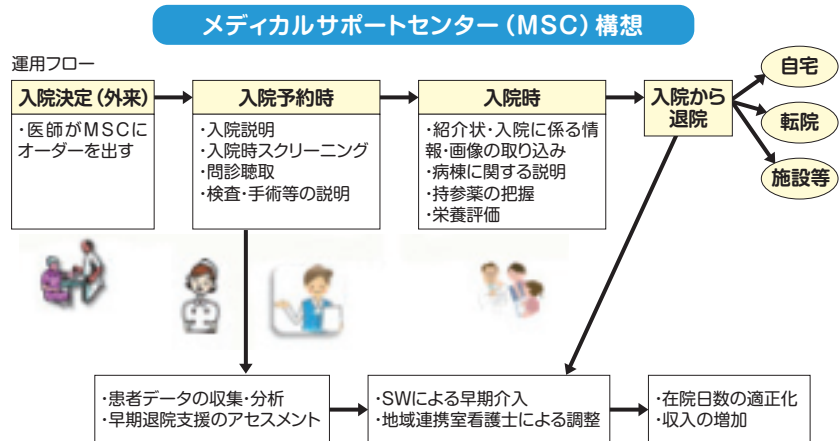 メディカルサポートセンター(MSC)構想
運用フロー
入院決定(外来)
・医師がMSCに
オーダーを出す
入院予約時
・入院説明
・入院時スクリーニング
・問診聴取
・検査・手術等の説明
入院時
・紹介状・入院に係る情
報・画像の取り込み
・病棟に関する説明
・持参薬の把握
・栄養評価
入院から
退院
自宅
転院
施設等
・患者データの収集・分析
・早期退院支援のアセスメント
・SWによる早期介入
・地域連携室看護士による調整
・在院日数の適正化
・収入の増加